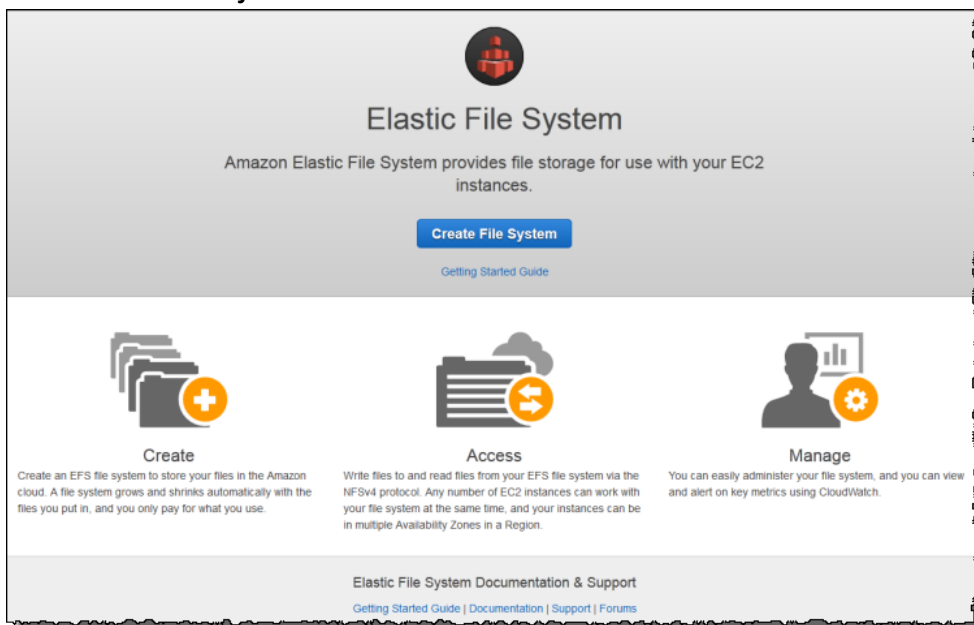 Elastic File System
Amazon Elastic File System provides file storage for use with your EC2
instances.
Create File System
Getting Started Guide
Create
Create an EFS file system to store your files in the Amazon
cloud. A file system grows and shrinks automatically with the
files you put in, and you only pay for what you use.
Access
Write files to and read files from your EFS file system via the
NFSv4 protocol. Any number of EC2 instances can work with
your file system at the same time, and your instances can be
in multiple Availability Zones in a Region.
Manage
You can easily administer your file system, and you can view
and alert on key metrics using CloudWatch.
Elastic File System Documentation & Support
Getting Started Guide | Documentation | Support | Forums